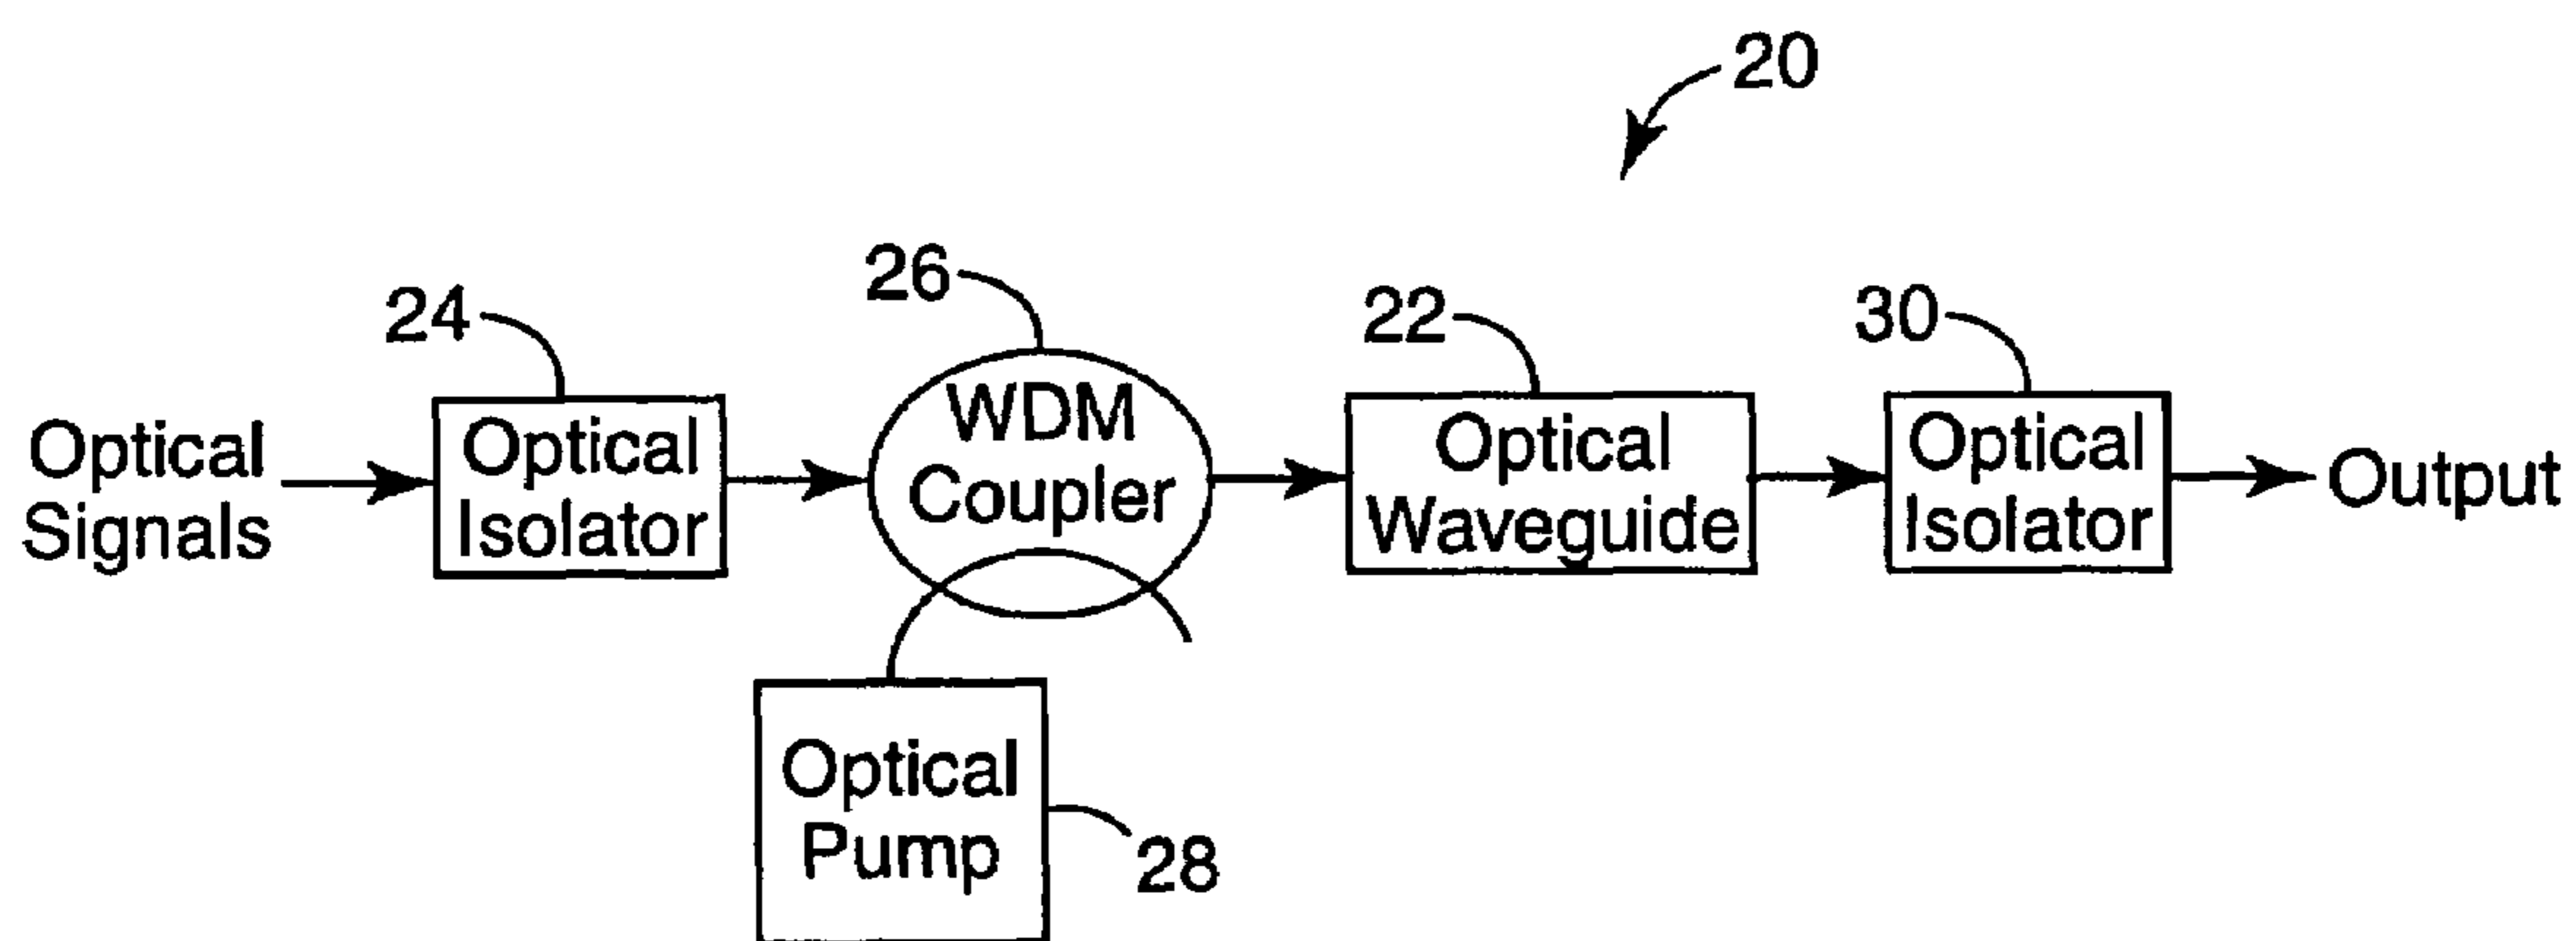 20
26
24
22
30
Optical
Signals
Optical
Isolator
WDM
Coupler
Optical
Waveguide
Optical
Isolator
Output
Optical
Pump
28